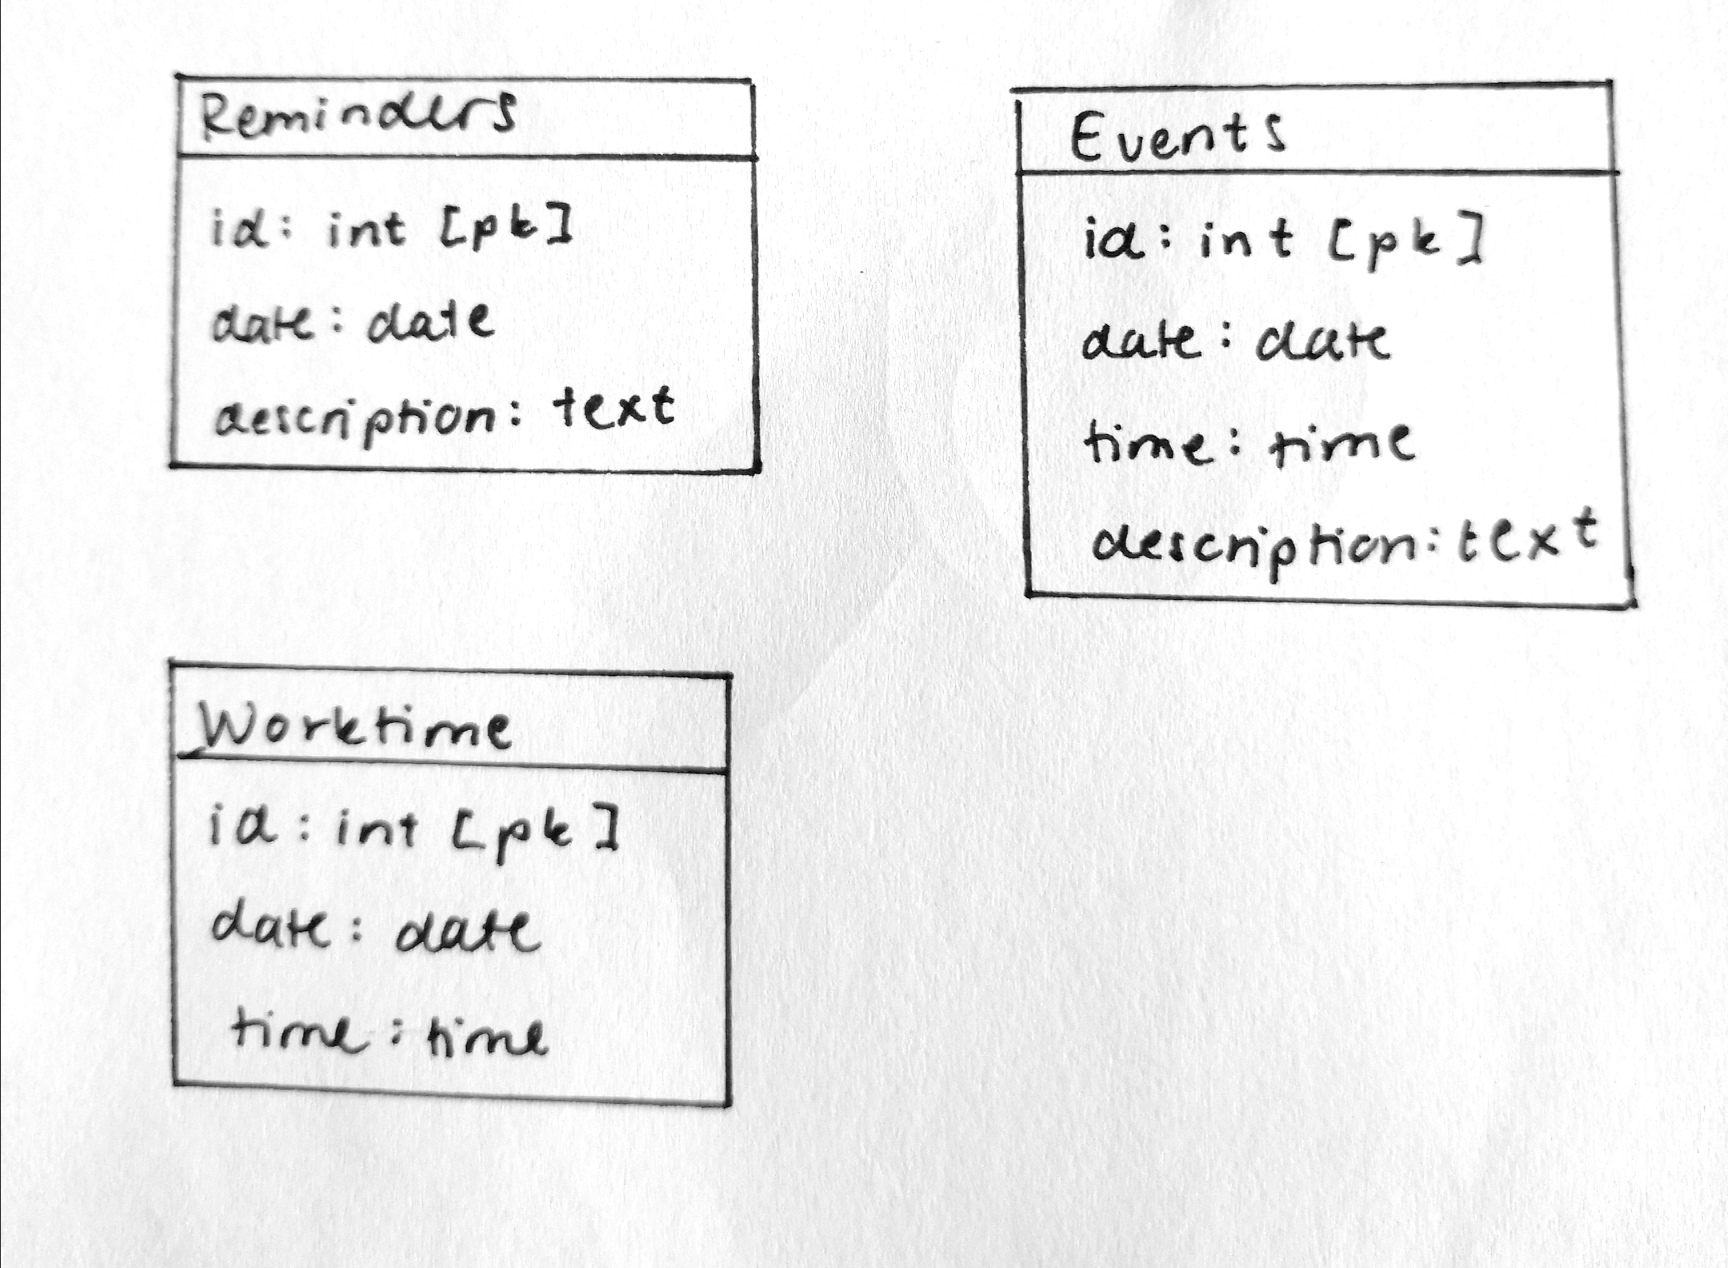 Reminders
id: int [pk]
date: date
description: text
Events
id: int [pk]
date: date
time: time
description: text
Worktime
id: int [pk]
date: date
time: time